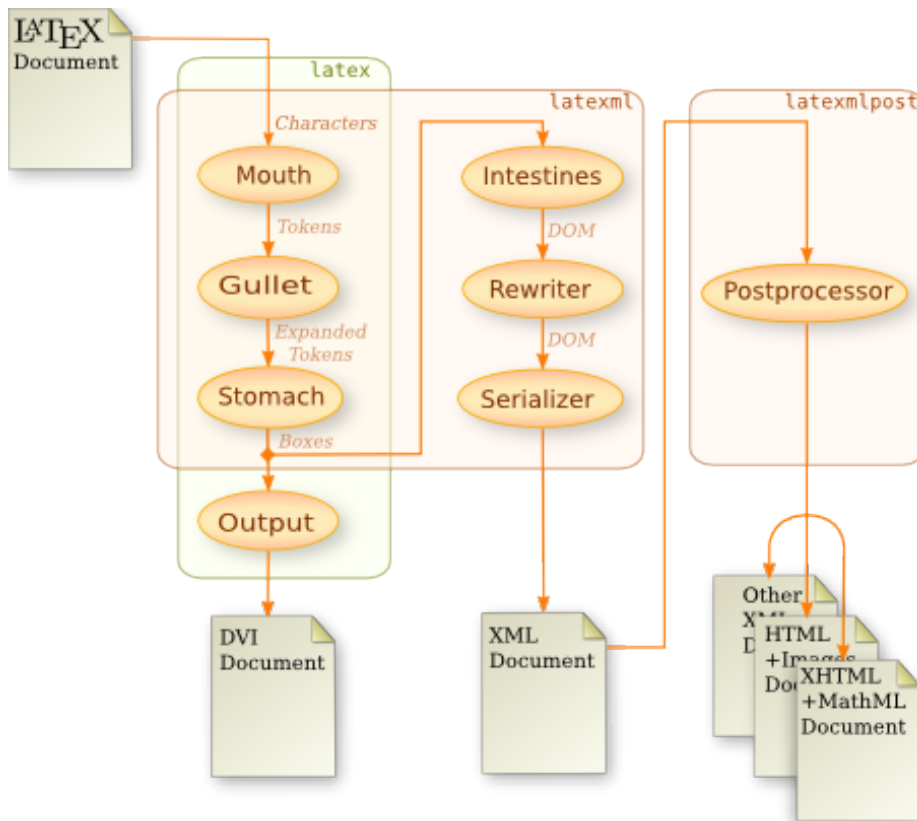 LATEX
Document
latex
latexml
latexmlpost
Characters
Mouth
Intestines
Tokens
DOM
Gullet
Rewriter
Postprocessor
Expanded
Tokens
DOM
Stomach
Serializer
Boxes
Output
DVI
Document
XML
Document
Other
HTML
+Images
XHTML
+MathML
Document